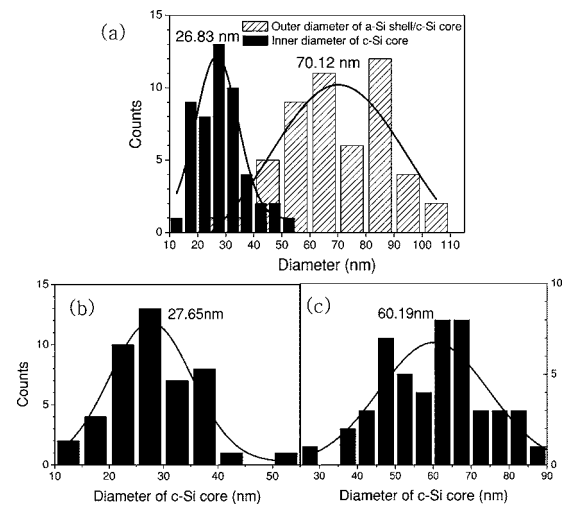 (a)
Outer diameter of a-Si shell/c-Si core
Inner diameter of c-Si core
26.83 nm
70.12 nm
15
10
5
0
Counts
10 20 30 40 50 60 70 80 90 100 110
Diameter (nm)
(b)
27.65nm
15
10
5
0
Counts
10 20 30 40 50
Diameter of c-Si core (nm)
(c)
60.19nm
10
5
0
30 40 50 60 70 80 90
Diameter of c-Si core (nm)